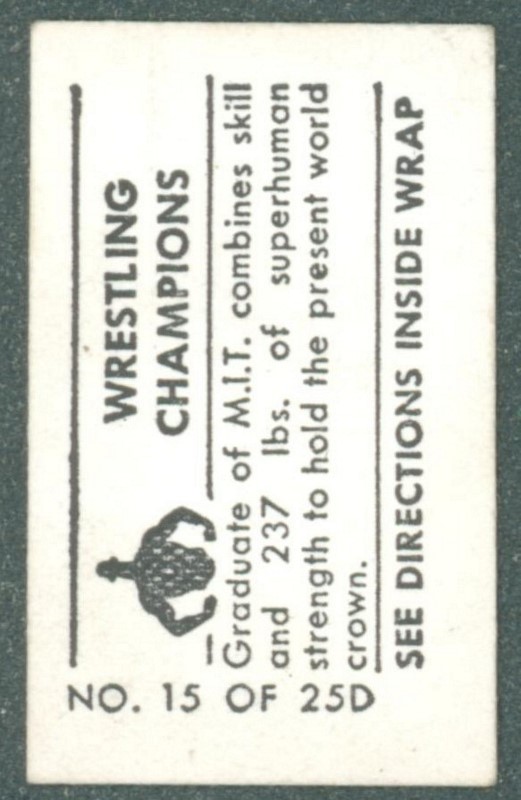 NO. 15 OF 25D
WRESTLING
CHAMPIONS
Graduate of M.I.T. combines skill
and 237 lbs. of superhuman
strength to hold the present world
crown.
SEE DIRECTIONS INSIDE WRAP